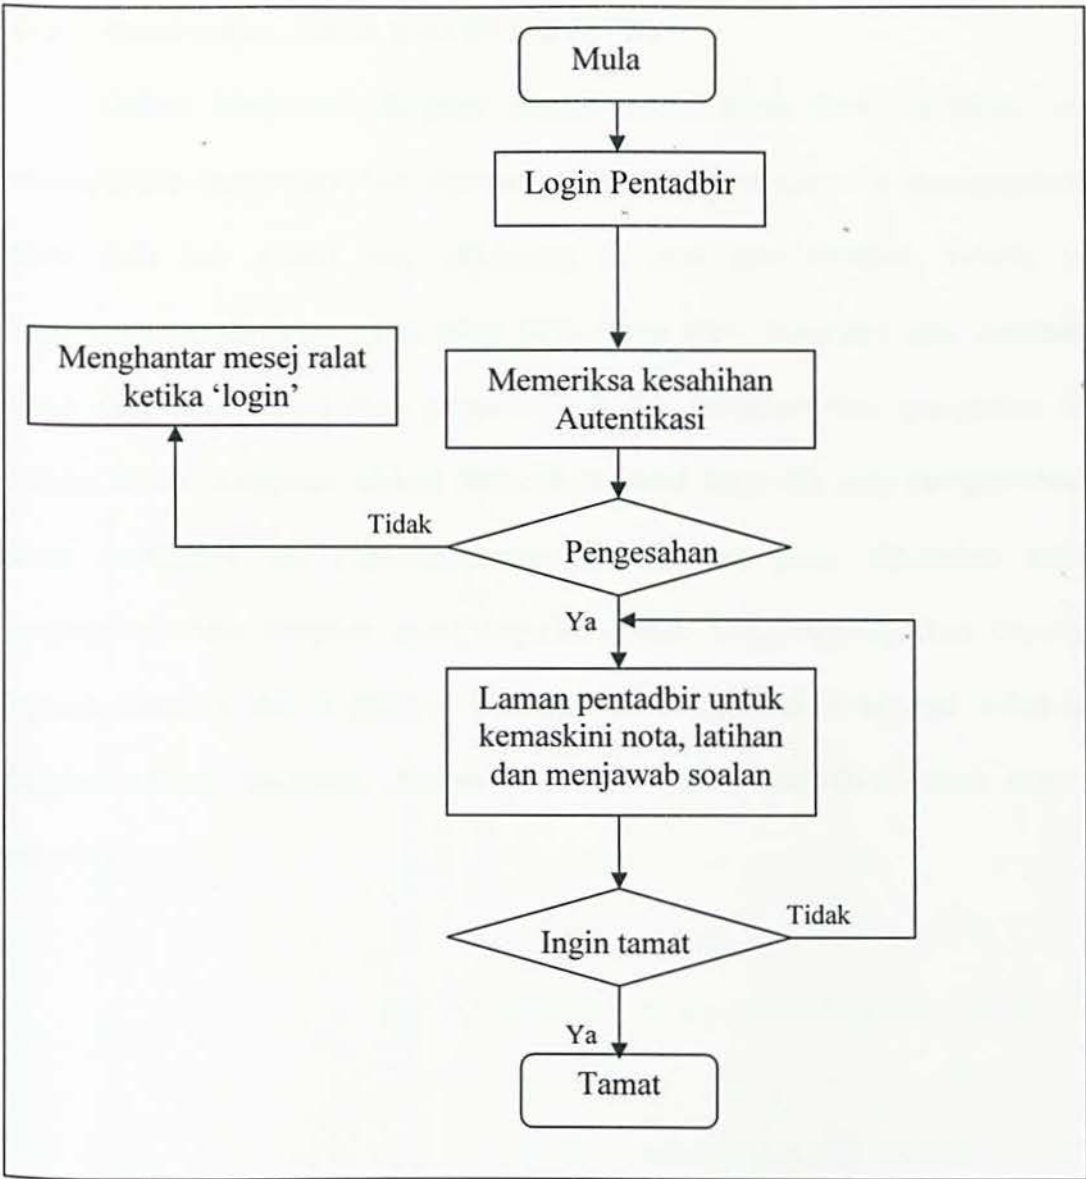 Mula
Login Pentadbir
Menghantar mesej ralat
ketika ‘login’
Memeriksa kesahihan
Autentikasi
Tidak
Pengesahan
Ya
Laman pentadbir untuk
kemaskini nota, latihan
dan menjawab soalan
Tidak
Ingin tamat
Ya
Tamat